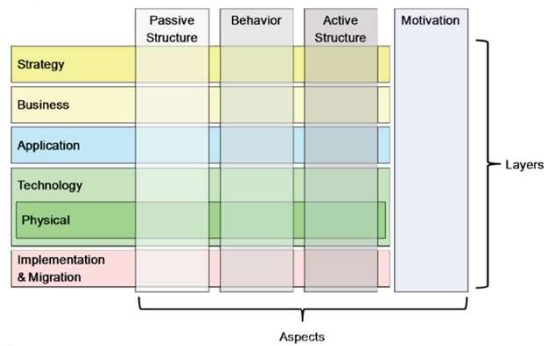 Passive
Structure
Behavior
Active
Structure
Motivation
Strategy
Business
Application
Technology
Physical
Implementation
& Migration
Layers
Aspects